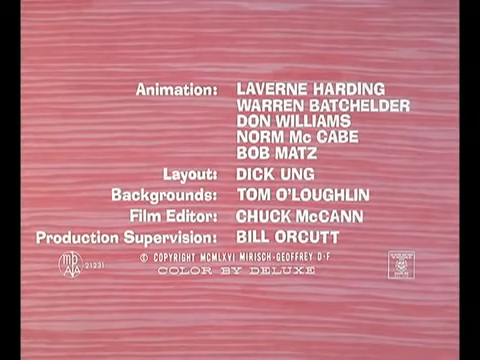 Animation: LAVERNE HARDING
WARREN BATCHELDER
DON WILLIAMS
NORM Mc CABE
BOB MATZ
Layout: DICK UNG
Backgrounds: TOM O'LOUGHLIN
Film Editor: CHUCK McCANN
Production Supervision: BILL ORCUTT
© COPYRIGHT MCMLXVI MIRISCH-GEOFFREY D-F
21231
COLOR BY DELUXE